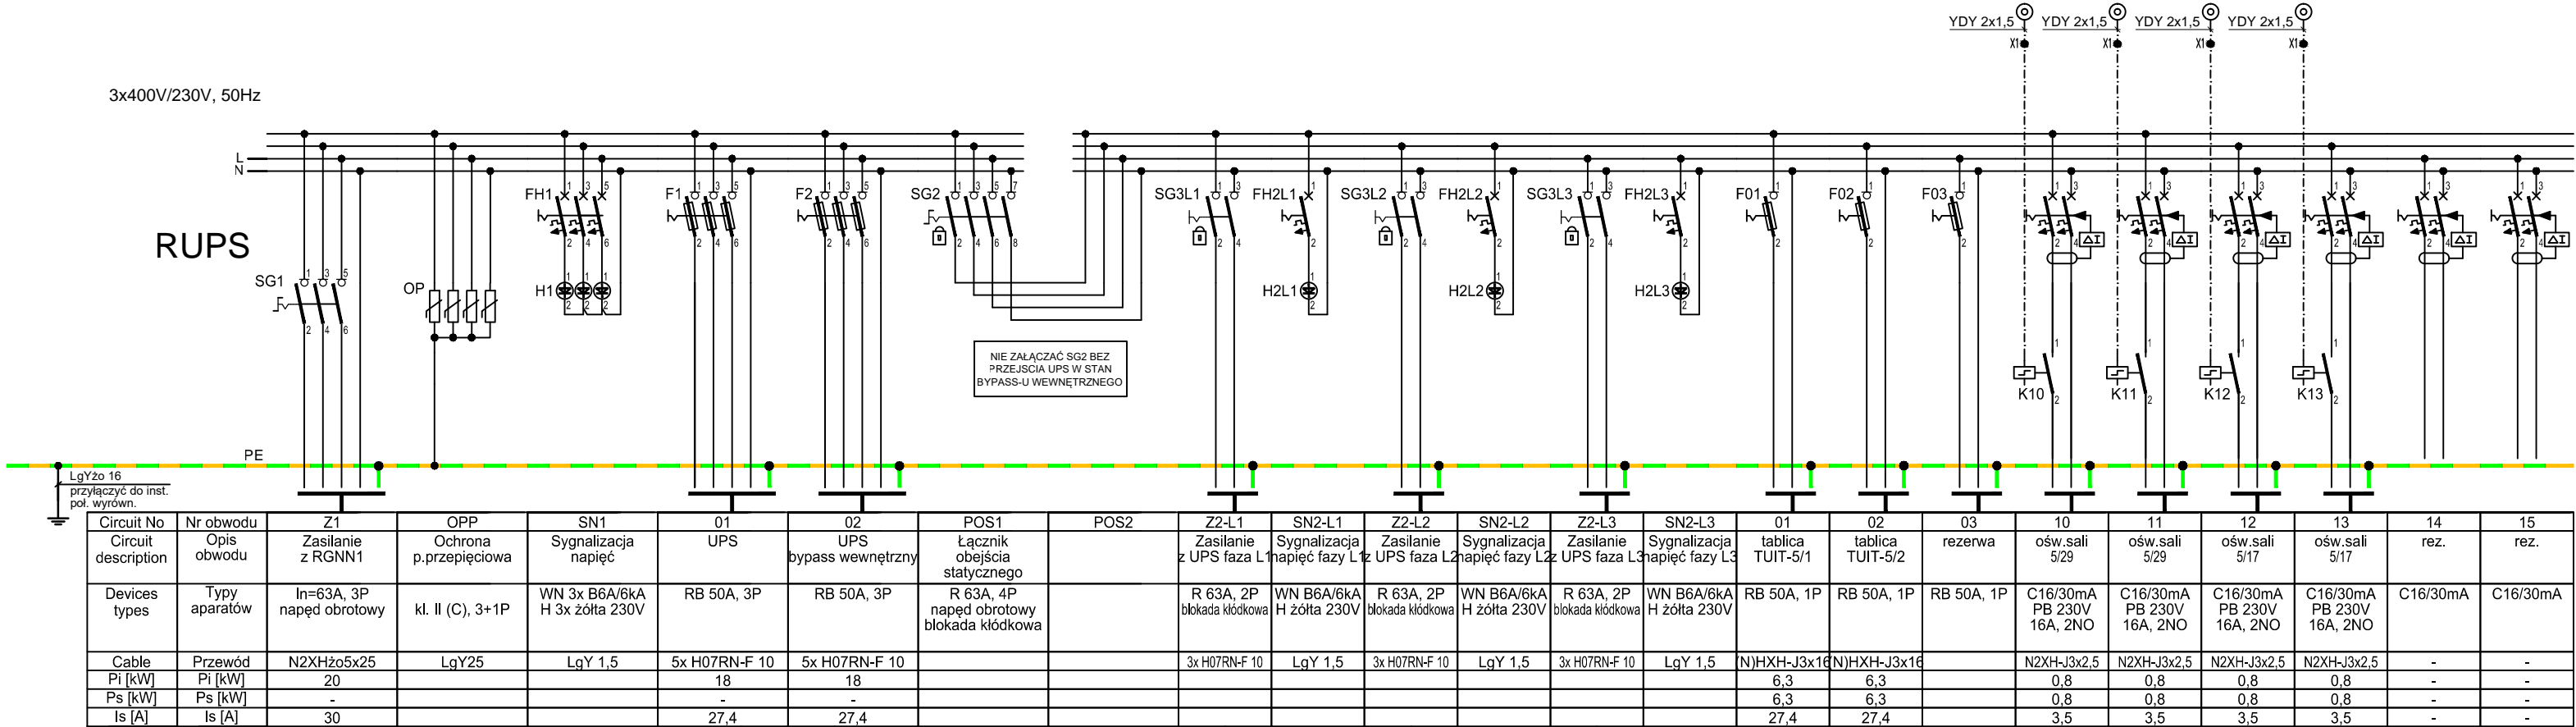 YDY 2x1,5 YDY 2x1,5 YDY 2x1,5 YDY 2x1,5
X1 X1 X1 X1
3x400V/230V, 50Hz
L
N
RUPS
SG1
OP
FH1
H1
F1
F2
SG2
SG3L1
FH2L1
H2L1
SG3L2
FH2L2
H2L2
SG3L3
FH2L3
H2L3
F01
F02
F03
K10
K11
K12
K13
NIE ZAŁĄCZAĆ SG2 BEZ
PRZEJSCIA UPS W STAN
BYPASS-U WEWNĘTRZNEGO
PE
LgYżo 16
przyłączyć do inst.
poł. wyrówn.
Circuit No Nr obwodu Z1 OPP SN1 01 02 POS1 POS2 Z2-L1 SN2-L1 Z2-L2 SN2-L2 Z2-L3 SN2-L3 01 02 03 10 11 12 13 14 15
Circuit Opis Zasilanie Ochrona Sygnalizacja UPS UPS Łącznik Zasilanie Sygnalizacja Zasilanie Sygnalizacja Zasilanie Sygnalizacja tablica tablica rezerwa ośw.sali ośw.sali ośw.sali ośw.sali rez. rez.
description obwodu z RGNN1 p.przepięciowa napięć bypass wewnętrzny obejścia z UPS faza L1 napięć fazy L1 z UPS faza L2 napięć fazy L2 z UPS faza L3 napięć fazy L3 TUIT-5/1 TUIT-5/2 5/29 5/29 5/17 5/17
statycznego
Devices Typy In=63A, 3P kl. II (C), 3+1P WN 3x B6A/6kA RB 50A, 3P RB 50A, 3P R 63A, 4P R 63A, 2P WN B6A/6kA R 63A, 2P WN B6A/6kA R 63A, 2P WN B6A/6kA RB 50A, 1P RB 50A, 1P RB 50A, 1P C16/30mA C16/30mA C16/30mA C16/30mA C16/30mA C16/30mA
types aparatów napęd obrotowy H 3x żółta 230V napęd obrotowy blokada kłódkowa H żółta 230V blokada kłódkowa H żółta 230V blokada kłódkowa H żółta 230V PB 230V PB 230V PB 230V PB 230V
blokada kłódkowa 16A, 2NO 16A, 2NO 16A, 2NO 16A, 2NO
Cable Przewód N2XHżo5x25 LgY25 LgY 1,5 5x H07RN-F 10 5x H07RN-F 10 3x H07RN-F 10 LgY 1,5 3x H07RN-F 10 LgY 1,5 3x H07RN-F 10 LgY 1,5 (N)HXH-J3x16 (N)HXH-J3x16 N2XH-J3x2,5 N2XH-J3x2,5 N2XH-J3x2,5 N2XH-J3x2,5 - -
Pi [kW] Pi [kW] 20 18 18 6,3 6,3 0,8 0,8 0,8 0,8 - -
Ps [kW] Ps [kW] - - - 6,3 6,3 0,8 0,8 0,8 0,8 - -
Is [A] Is [A] 30 27,4 27,4 27,4 27,4 3,5 3,5 3,5 3,5 - -